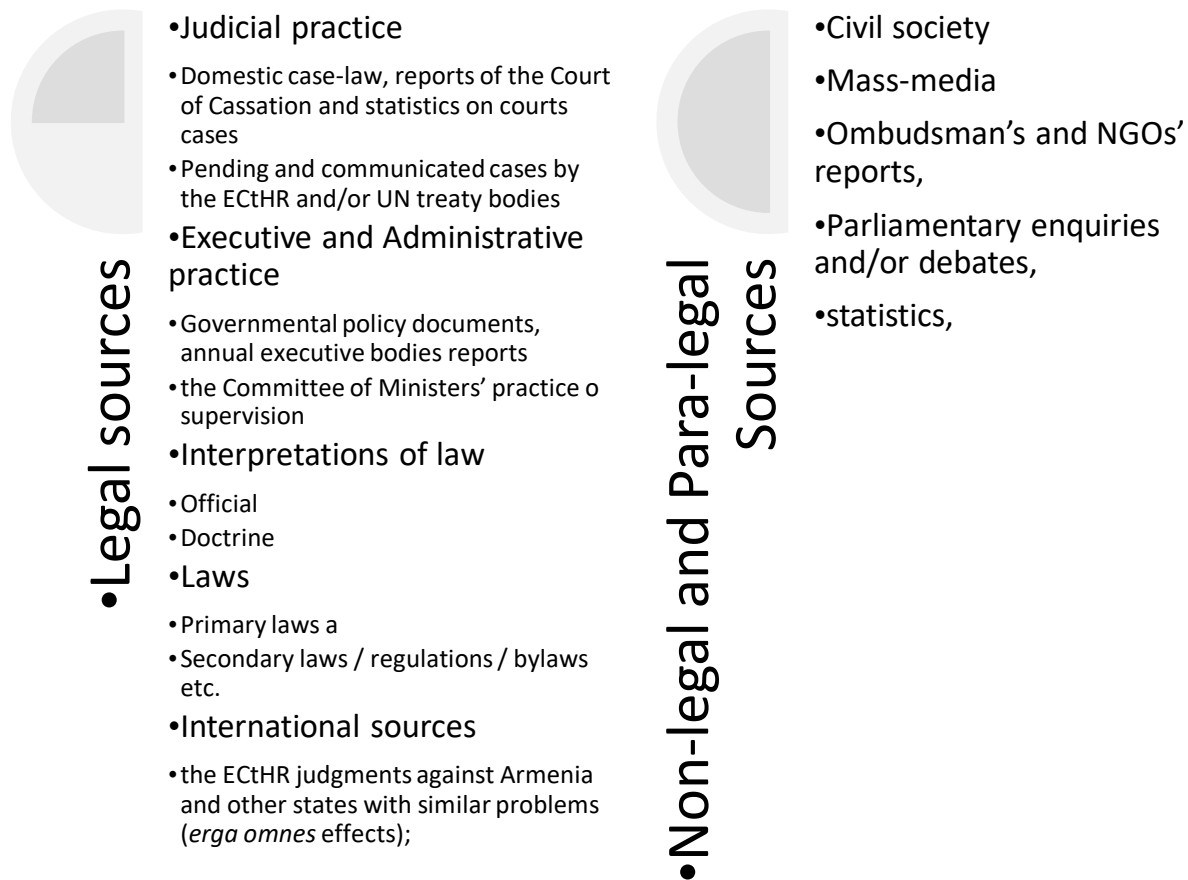 •Legal sources
•Judicial practice
•Domestic case-law, reports of the Court
of Cassation and statistics on courts
cases
•Pending and communicated cases by
the ECtHR and/or UN treaty bodies
•Executive and Administrative
practice
•Governmental policy documents,
annual executive bodies reports
•the Committee of Ministers’ practice o
supervision
•Interpretations of law
•Official
•Doctrine
•Laws
•Primary laws a
•Secondary laws / regulations / bylaws
etc.
•International sources
•the ECtHR judgments against Armenia
and other states with similar problems
(erga omnes effects);
•Non-legal and Para-legal
Sources
•Civil society
•Mass-media
•Ombudsman’s and NGOs’
reports,
•Parliamentary enquiries
and/or debates,
•statistics,